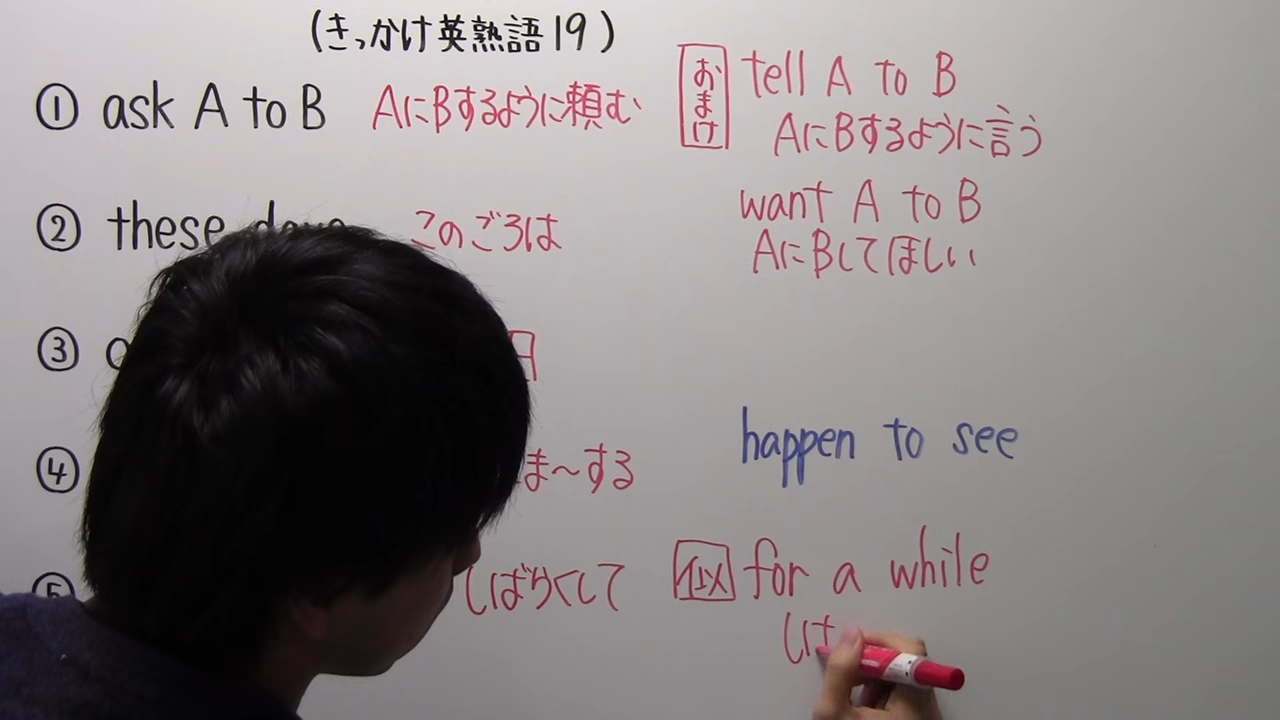 (きっかけ英熟語19)
① ask A to B AにBするように頼む
② these このごろは
③
④ ま〜する
⑤ しばらくして
おまけ tell A to B
AにBするように言う
want A to B
AにBしてほしい
happen to see
似 for a while
し